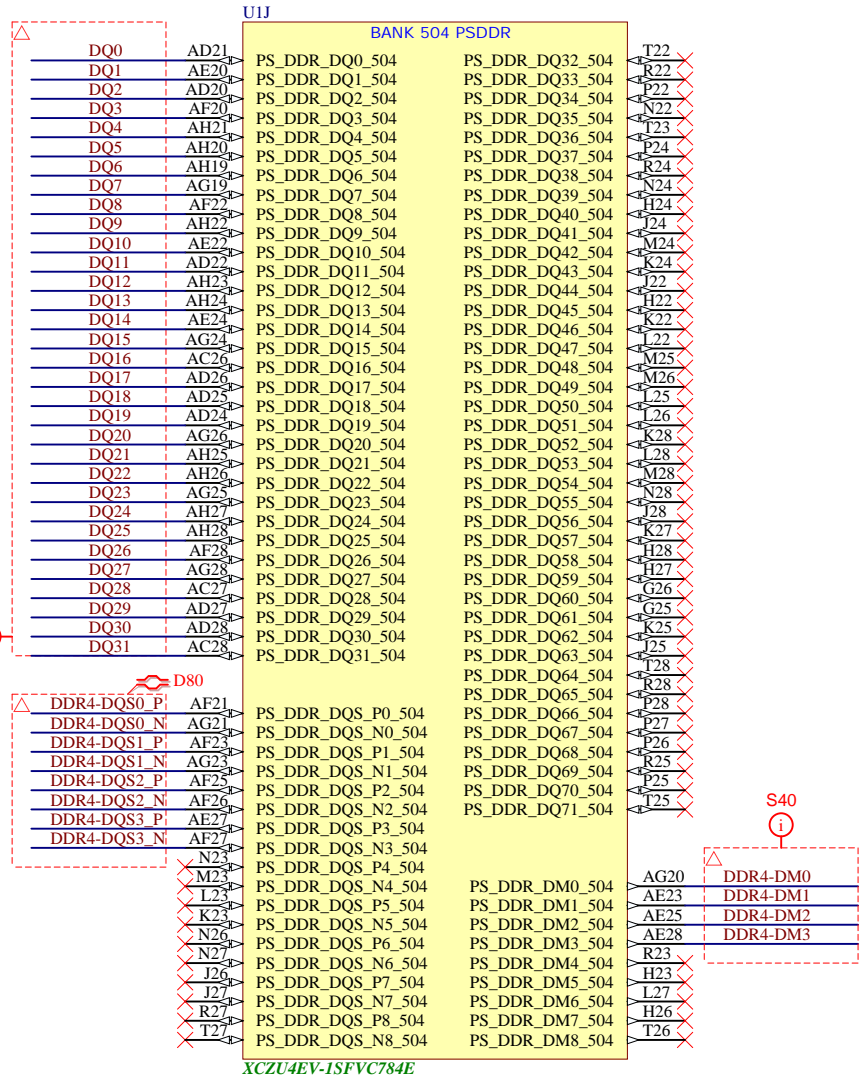 U1J
BANK 504 PSDDR
DQ0 AD21 PS_DDR_DQ0_504 PS_DDR_DQ32_504 T22
DQ1 AE20 PS_DDR_DQ1_504 PS_DDR_DQ33_504 R22
DQ2 AD20 PS_DDR_DQ2_504 PS_DDR_DQ34_504 P22
DQ3 AF20 PS_DDR_DQ3_504 PS_DDR_DQ35_504 N22
DQ4 AH21 PS_DDR_DQ4_504 PS_DDR_DQ36_504 T23
DQ5 AH20 PS_DDR_DQ5_504 PS_DDR_DQ37_504 P24
DQ6 AH19 PS_DDR_DQ6_504 PS_DDR_DQ38_504 R24
DQ7 AG19 PS_DDR_DQ7_504 PS_DDR_DQ39_504 N24
DQ8 AF22 PS_DDR_DQ8_504 PS_DDR_DQ40_504 H24
DQ9 AH22 PS_DDR_DQ9_504 PS_DDR_DQ41_504 J24
DQ10 AE22 PS_DDR_DQ10_504 PS_DDR_DQ42_504 M24
DQ11 AD22 PS_DDR_DQ11_504 PS_DDR_DQ43_504 K24
DQ12 AH23 PS_DDR_DQ12_504 PS_DDR_DQ44_504 J22
DQ13 AH24 PS_DDR_DQ13_504 PS_DDR_DQ45_504 H22
DQ14 AE24 PS_DDR_DQ14_504 PS_DDR_DQ46_504 K22
DQ15 AG24 PS_DDR_DQ15_504 PS_DDR_DQ47_504 L22
DQ16 AC26 PS_DDR_DQ16_504 PS_DDR_DQ48_504 M25
DQ17 AD26 PS_DDR_DQ17_504 PS_DDR_DQ49_504 M26
DQ18 AD25 PS_DDR_DQ18_504 PS_DDR_DQ50_504 L25
DQ19 AD24 PS_DDR_DQ19_504 PS_DDR_DQ51_504 L26
DQ20 AG26 PS_DDR_DQ20_504 PS_DDR_DQ52_504 K28
DQ21 AH25 PS_DDR_DQ21_504 PS_DDR_DQ53_504 L28
DQ22 AH26 PS_DDR_DQ22_504 PS_DDR_DQ54_504 M28
DQ23 AG25 PS_DDR_DQ23_504 PS_DDR_DQ55_504 N28
DQ24 AH27 PS_DDR_DQ24_504 PS_DDR_DQ56_504 J28
DQ25 AH28 PS_DDR_DQ25_504 PS_DDR_DQ57_504 K27
DQ26 AF28 PS_DDR_DQ26_504 PS_DDR_DQ58_504 H28
DQ27 AG28 PS_DDR_DQ27_504 PS_DDR_DQ59_504 H27
DQ28 AC27 PS_DDR_DQ28_504 PS_DDR_DQ60_504 G26
DQ29 AD27 PS_DDR_DQ29_504 PS_DDR_DQ61_504 G25
DQ30 AD28 PS_DDR_DQ30_504 PS_DDR_DQ62_504 K25
DQ31 AC28 PS_DDR_DQ31_504 PS_DDR_DQ63_504 J25
PS_DDR_DQ64_504 T28
D80 PS_DDR_DQ65_504 R28
DDR4-DQS0_P AF21 PS_DDR_DQS_P0_504 PS_DDR_DQ66_504 P28
DDR4-DQS0_N AG21 PS_DDR_DQS_N0_504 PS_DDR_DQ67_504 P27
DDR4-DQS1_P AF23 PS_DDR_DQS_P1_504 PS_DDR_DQ68_504 P26
DDR4-DQS1_N AG23 PS_DDR_DQS_N1_504 PS_DDR_DQ69_504 R25
DDR4-DQS2_P AF25 PS_DDR_DQS_P2_504 PS_DDR_DQ70_504 P25
DDR4-DQS2_N AF26 PS_DDR_DQS_N2_504 PS_DDR_DQ71_504 T25
DDR4-DQS3_P AE27 PS_DDR_DQS_P3_504
S40
i
DDR4-DQS3_N AF27 PS_DDR_DQS_N3_504
N23 PS_DDR_DQS_P4_504
M23 PS_DDR_DQS_N4_504 PS_DDR_DM0_504 AG20 DDR4-DM0
L23 PS_DDR_DQS_P5_504 PS_DDR_DM1_504 AE23 DDR4-DM1
K23 PS_DDR_DQS_N5_504 PS_DDR_DM2_504 AE25 DDR4-DM2
N26 PS_DDR_DQS_P6_504 PS_DDR_DM3_504 AE28 DDR4-DM3
N27 PS_DDR_DQS_N6_504 PS_DDR_DM4_504 R23
J26 PS_DDR_DQS_P7_504 PS_DDR_DM5_504 H23
J27 PS_DDR_DQS_N7_504 PS_DDR_DM6_504 L27
R27 PS_DDR_DQS_P8_504 PS_DDR_DM7_504 H26
T27 PS_DDR_DQS_N8_504 PS_DDR_DM8_504 T26
XCZU4EV-1SFVC784E